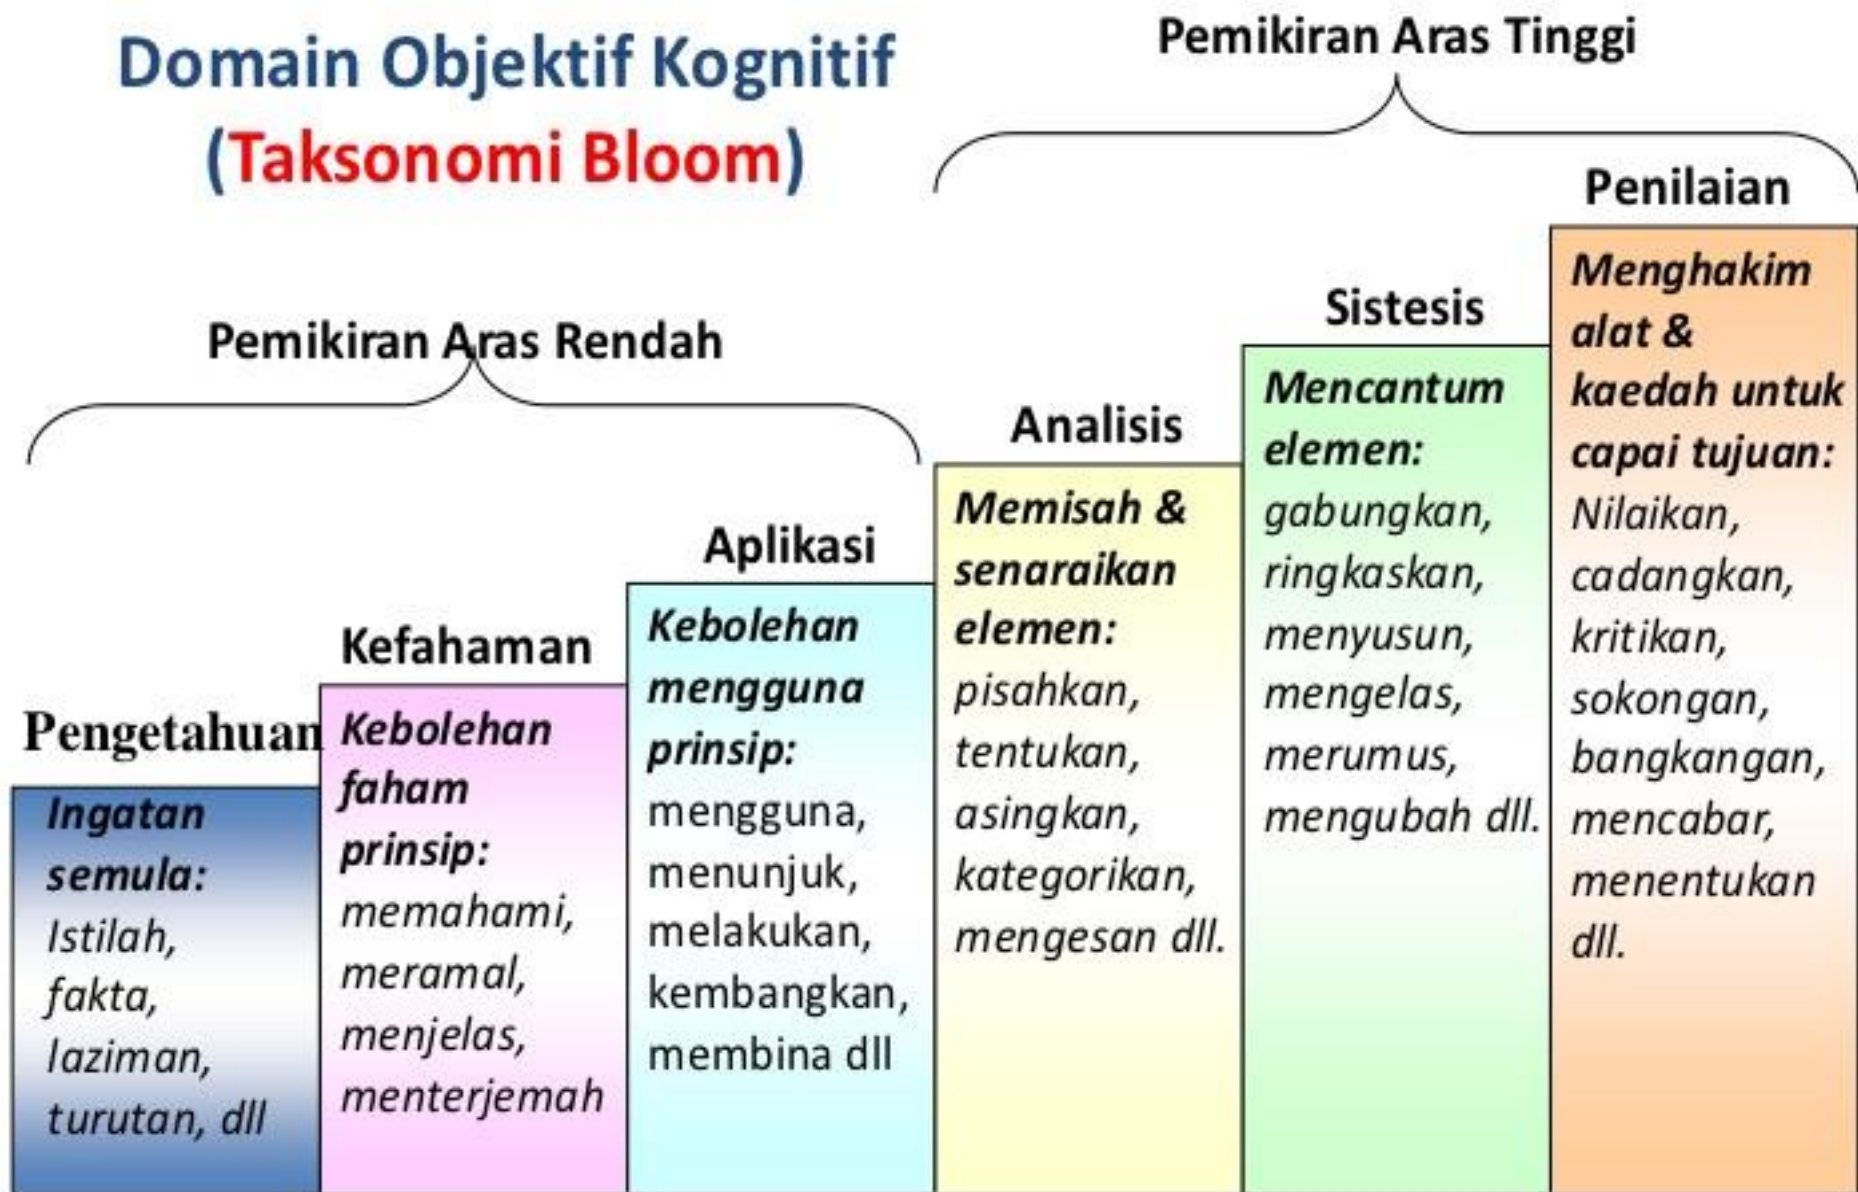 Domain Objektif Kognitif
(Taksonomi Bloom)
Pemikiran Aras Tinggi
Pemikiran Aras Rendah
Pengetahuan
Ingatan
semula:
Istilah,
fakta,
laziman,
turutan, dll
Kefahaman
Kebolehan
faham
prinsip:
memahami,
meramal,
menjelas,
menterjemah
Aplikasi
Kebolehan
mengguna
prinsip:
mengguna,
menunjuk,
melakukan,
kembangkan,
membina dll
Analisis
Memisah &
senaraikan
elemen:
pisahkan,
tentukan,
asingkan,
kategorikan,
mengesan dll.
Sistesis
Mencantum
elemen:
gabungkan,
ringkaskan,
menyusun,
mengelas,
merumus,
mengubah dll.
Penilaian
Menghakim
alat &
kaedah untuk
capai tujuan:
Nilaikan,
cadangkan,
kritikan,
sokongan,
bangkangan,
mencabar,
menentukan
dll.